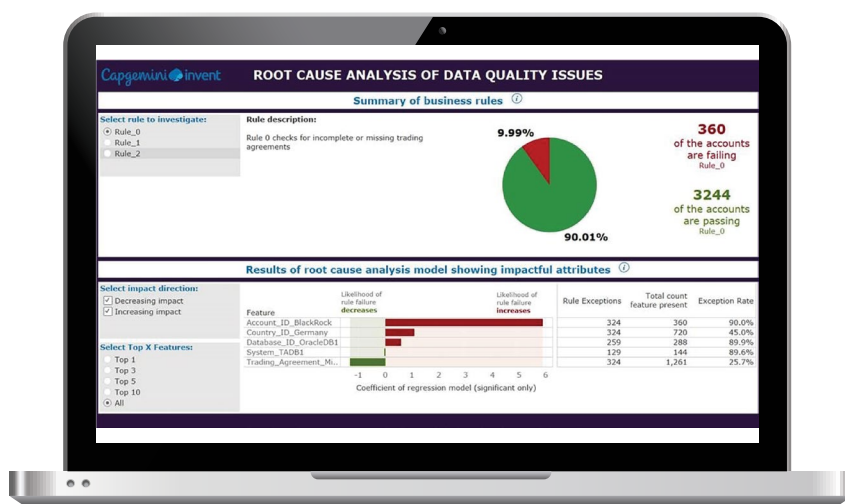 Capgemini invent
ROOT CAUSE ANALYSIS OF DATA QUALITY ISSUES
Summary of business rules
Select rule to investigate:
Rule_0
Rule_1
Rule_2
Rule description:
Rule 0 checks for incomplete or missing trading
agreements
9.99%
90.01%
360
of the accounts
are failing
Rule_0
3244
of the accounts
are passing
Rule_0
Results of root cause analysis model showing impactful attributes
Select impact direction:
Decreasing impact
Increasing impact
Select Top X Features:
Top 1
Top 3
Top 5
Top 10
All
Feature
Likelihood of
rule failure
decreases
Likelihood of
rule failure
increases
Rule Exceptions
Total count
feature present
Exception Rate
Account_ID_BlackRock 324 360 90.0%
Country_ID_Germany 324 720 45.0%
Database_ID_OracleDB1 259 288 89.9%
System_TADB1 129 144 89.6%
Trading_Agreement_Mi.. 324 1,261 25.7%
-1 0 1 2 3 4 5 6
Coefficient of regression model (significant only)